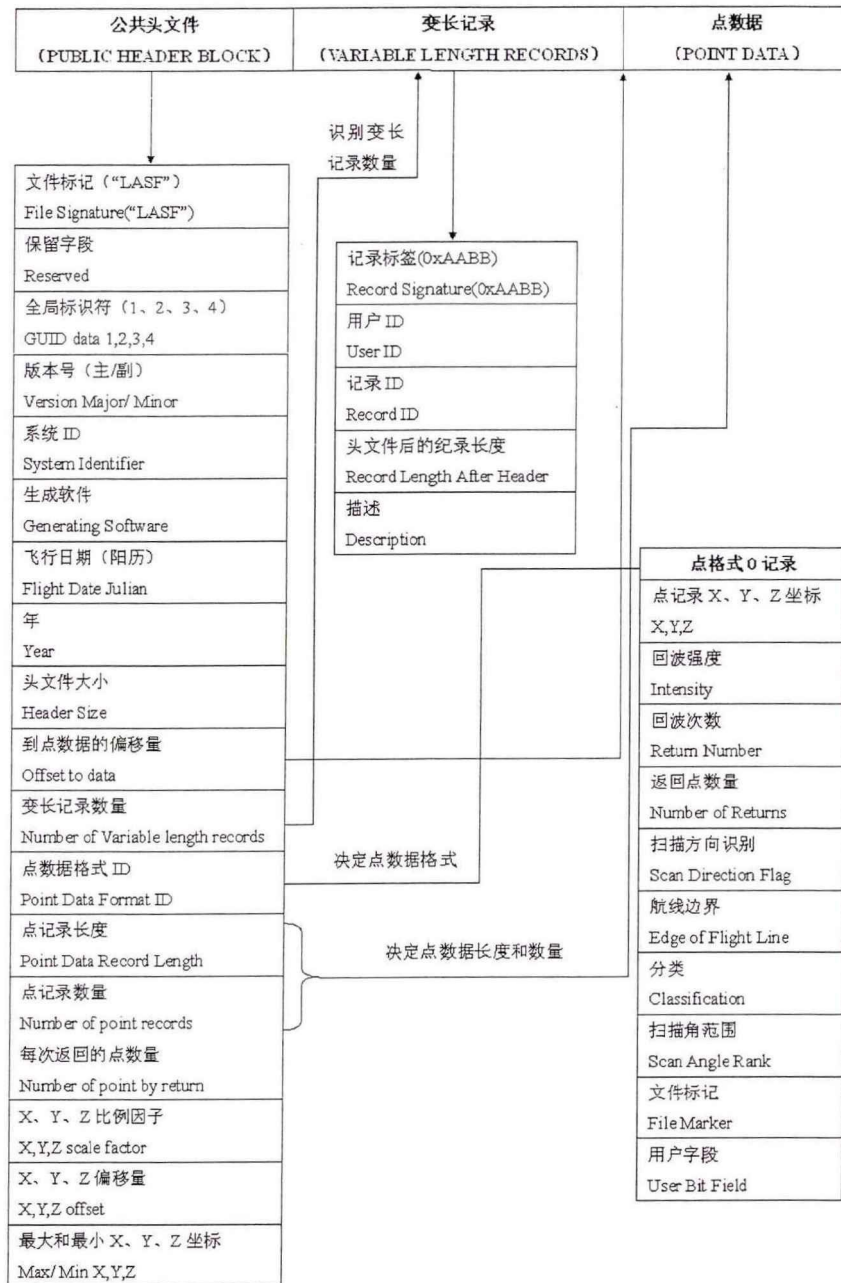 公共头文件
(PUBLIC HEADER BLOCK)
变长记录
(VARIABLE LENGTH RECORDS)
点数据
(POINT DATA)
识别变长
记录数量
文件标记（“LASF”）
File Signature(“LASF”)
保留字段
Reserved
全局标识符（1、2、3、4）
GUID data 1,2,3,4
版本号（主/副）
Version Major/ Minor
系统 ID
System Identifier
生成软件
Generating Software
飞行日期（阳历）
Flight Date Julian
年
Year
头文件大小
Header Size
到点数据的偏移量
Offset to data
变长记录数量
Number of Variable length records
点数据格式 ID
Point Data Format ID
点记录长度
Point Data Record Length
点记录数量
Number of point records
每次返回的点数量
Number of point by return
X、Y、Z 比例因子
X,Y,Z scale factor
X、Y、Z 偏移量
X,Y,Z offset
最大和最小 X、Y、Z 坐标
Max/ Min X,Y,Z
记录标签(0xAABB)
Record Signature(0xAABB)
用户 ID
User ID
记录 ID
Record ID
头文件后的纪录长度
Record Length After Header
描述
Description
决定点数据格式
决定点数据长度和数量
点格式 0 记录
点记录 X、Y、Z 坐标
X,Y,Z
回波强度
Intensity
回波次数
Return Number
返回点数量
Number of Returns
扫描方向识别
Scan Direction Flag
航线边界
Edge of Flight Line
分类
Classification
扫描角范围
Scan Angle Rank
文件标记
File Marker
用户字段
User Bit Field